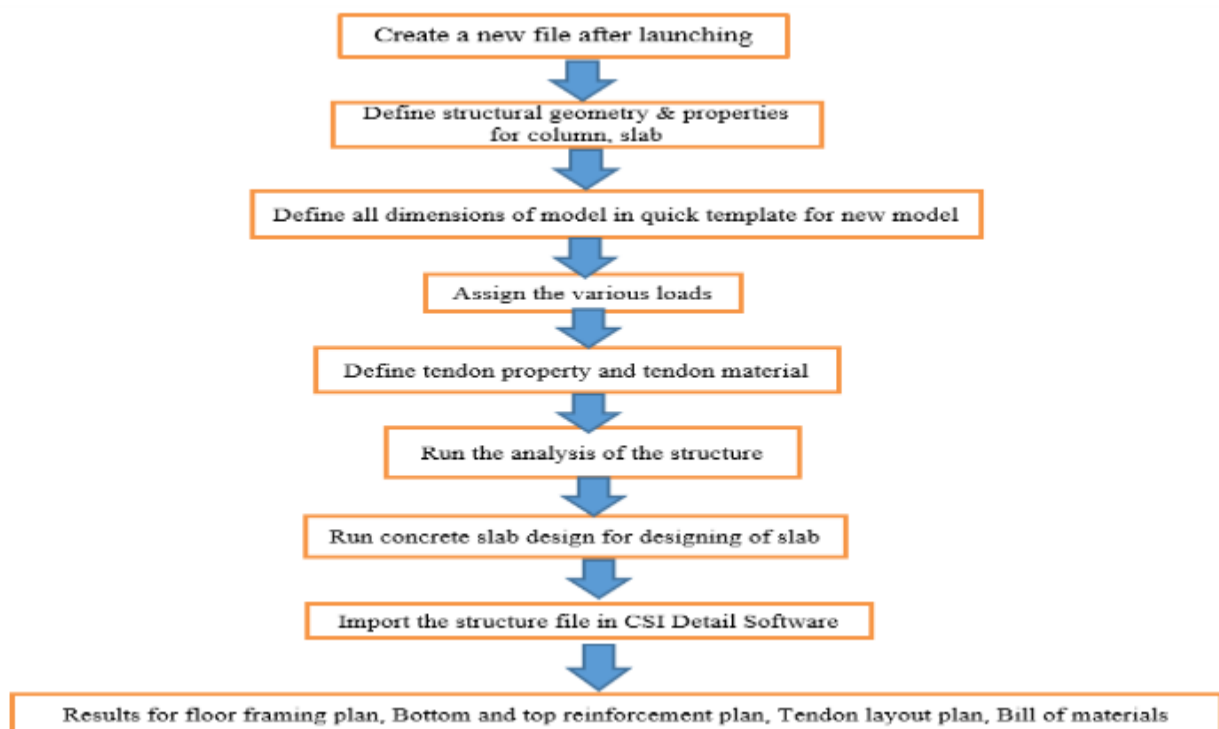 Create a new file after launching
Define structural geometry & properties
for column, slab
Define all dimensions of model in quick template for new model
Assign the various loads
Define tendon property and tendon material
Run the analysis of the structure
Run concrete slab design for designing of slab
Import the structure file in CSI Detail Software
Results for floor framing plan, Bottom and top reinforcement plan, Tendon layout plan, Bill of materials